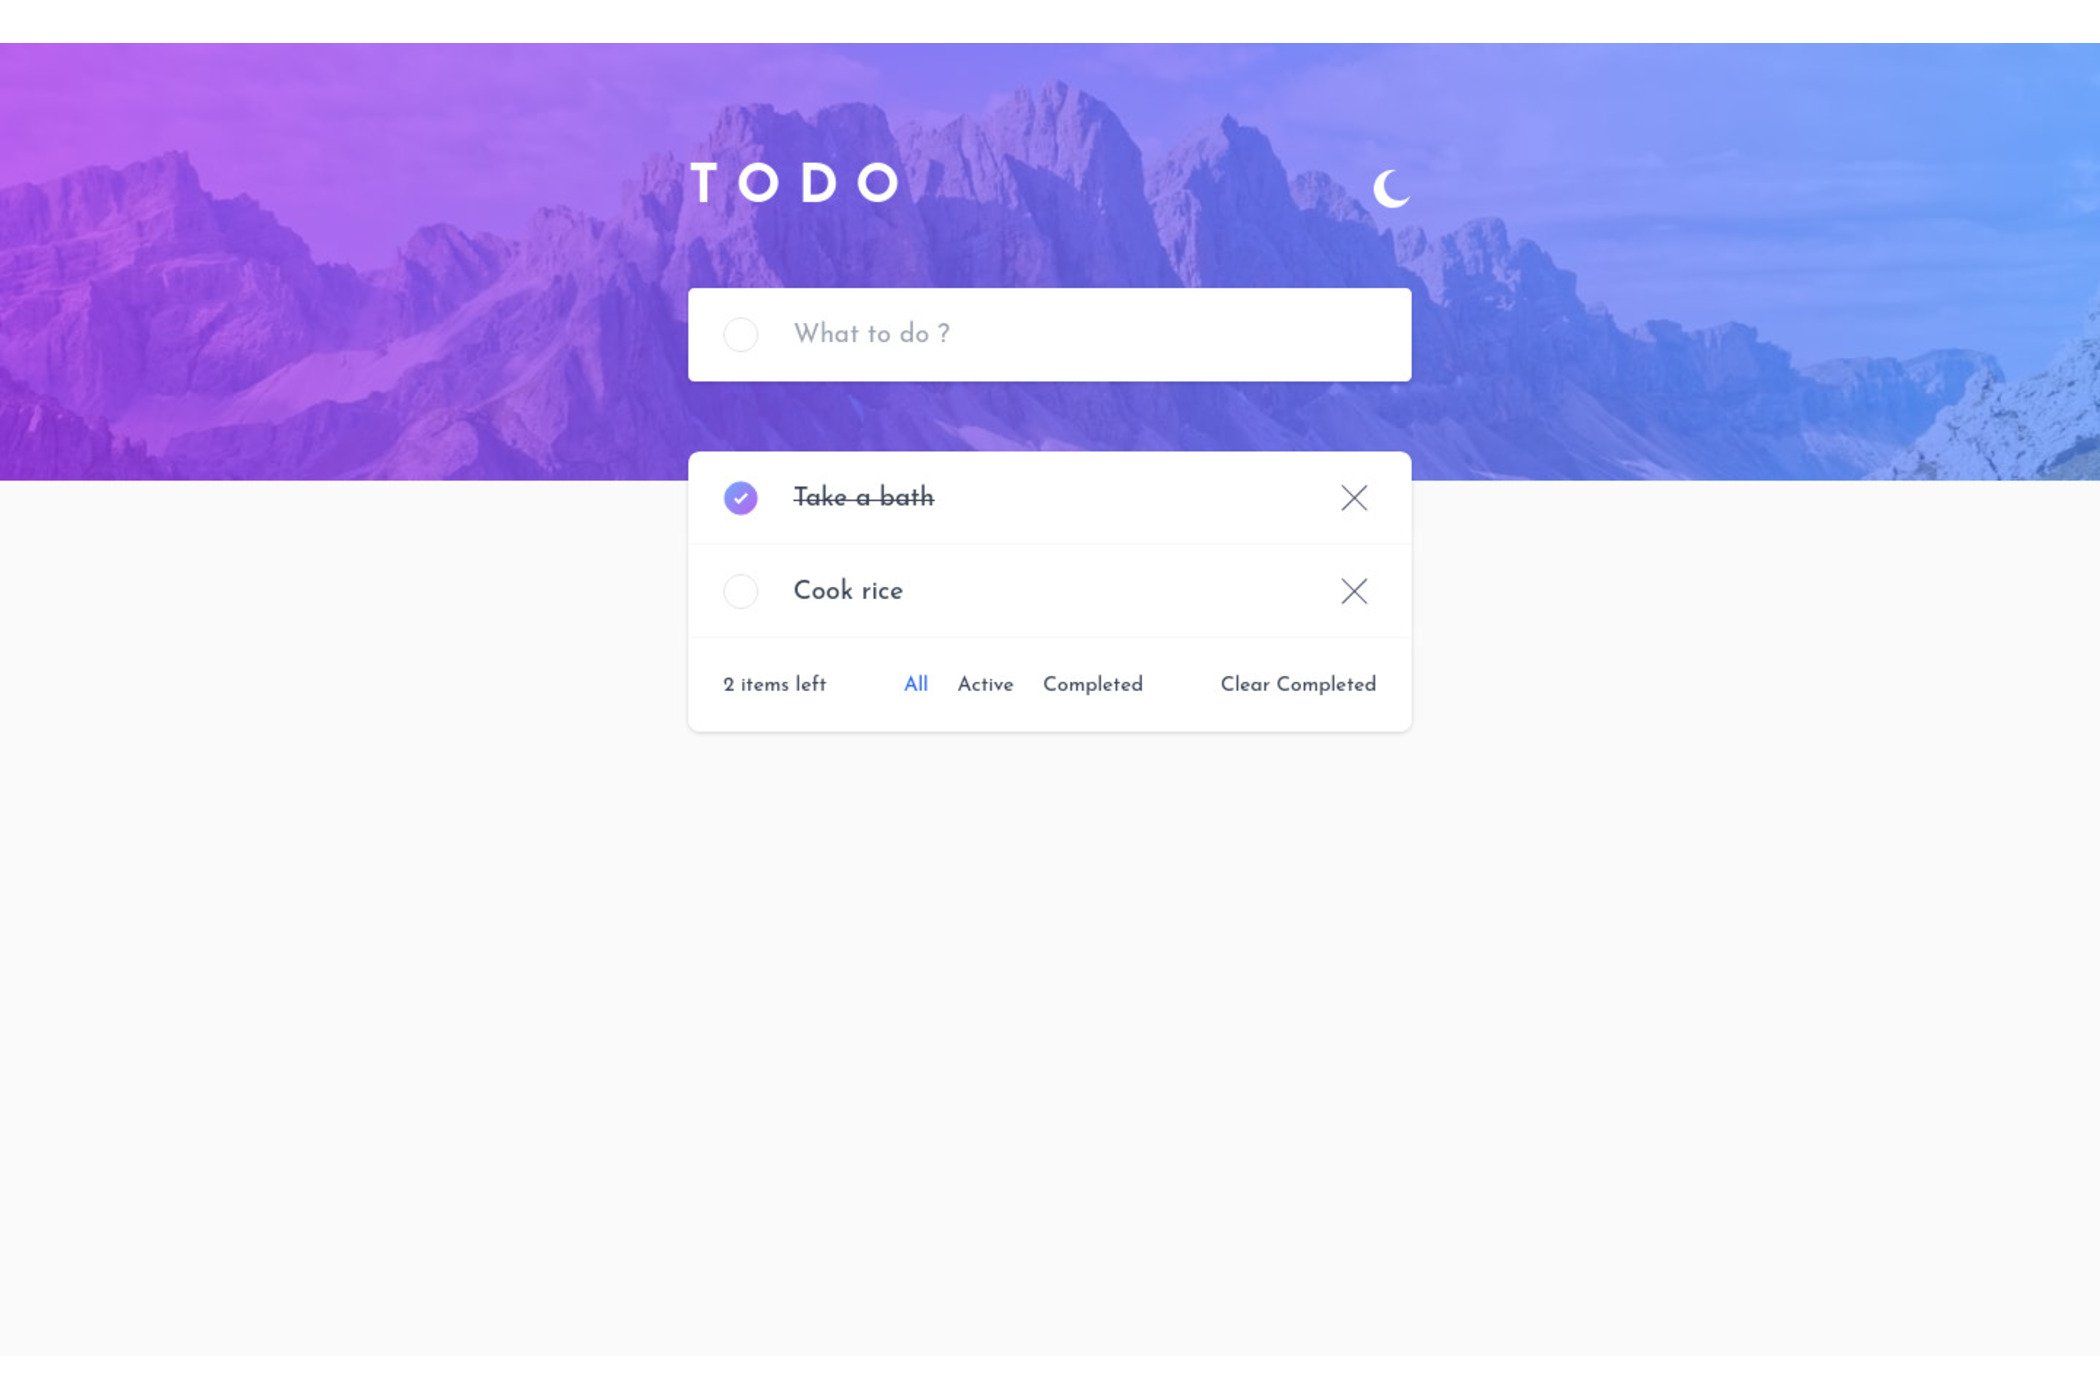 TODO
What to do ?
Take a bath
Cook rice
2 items left All Active Completed Clear Completed